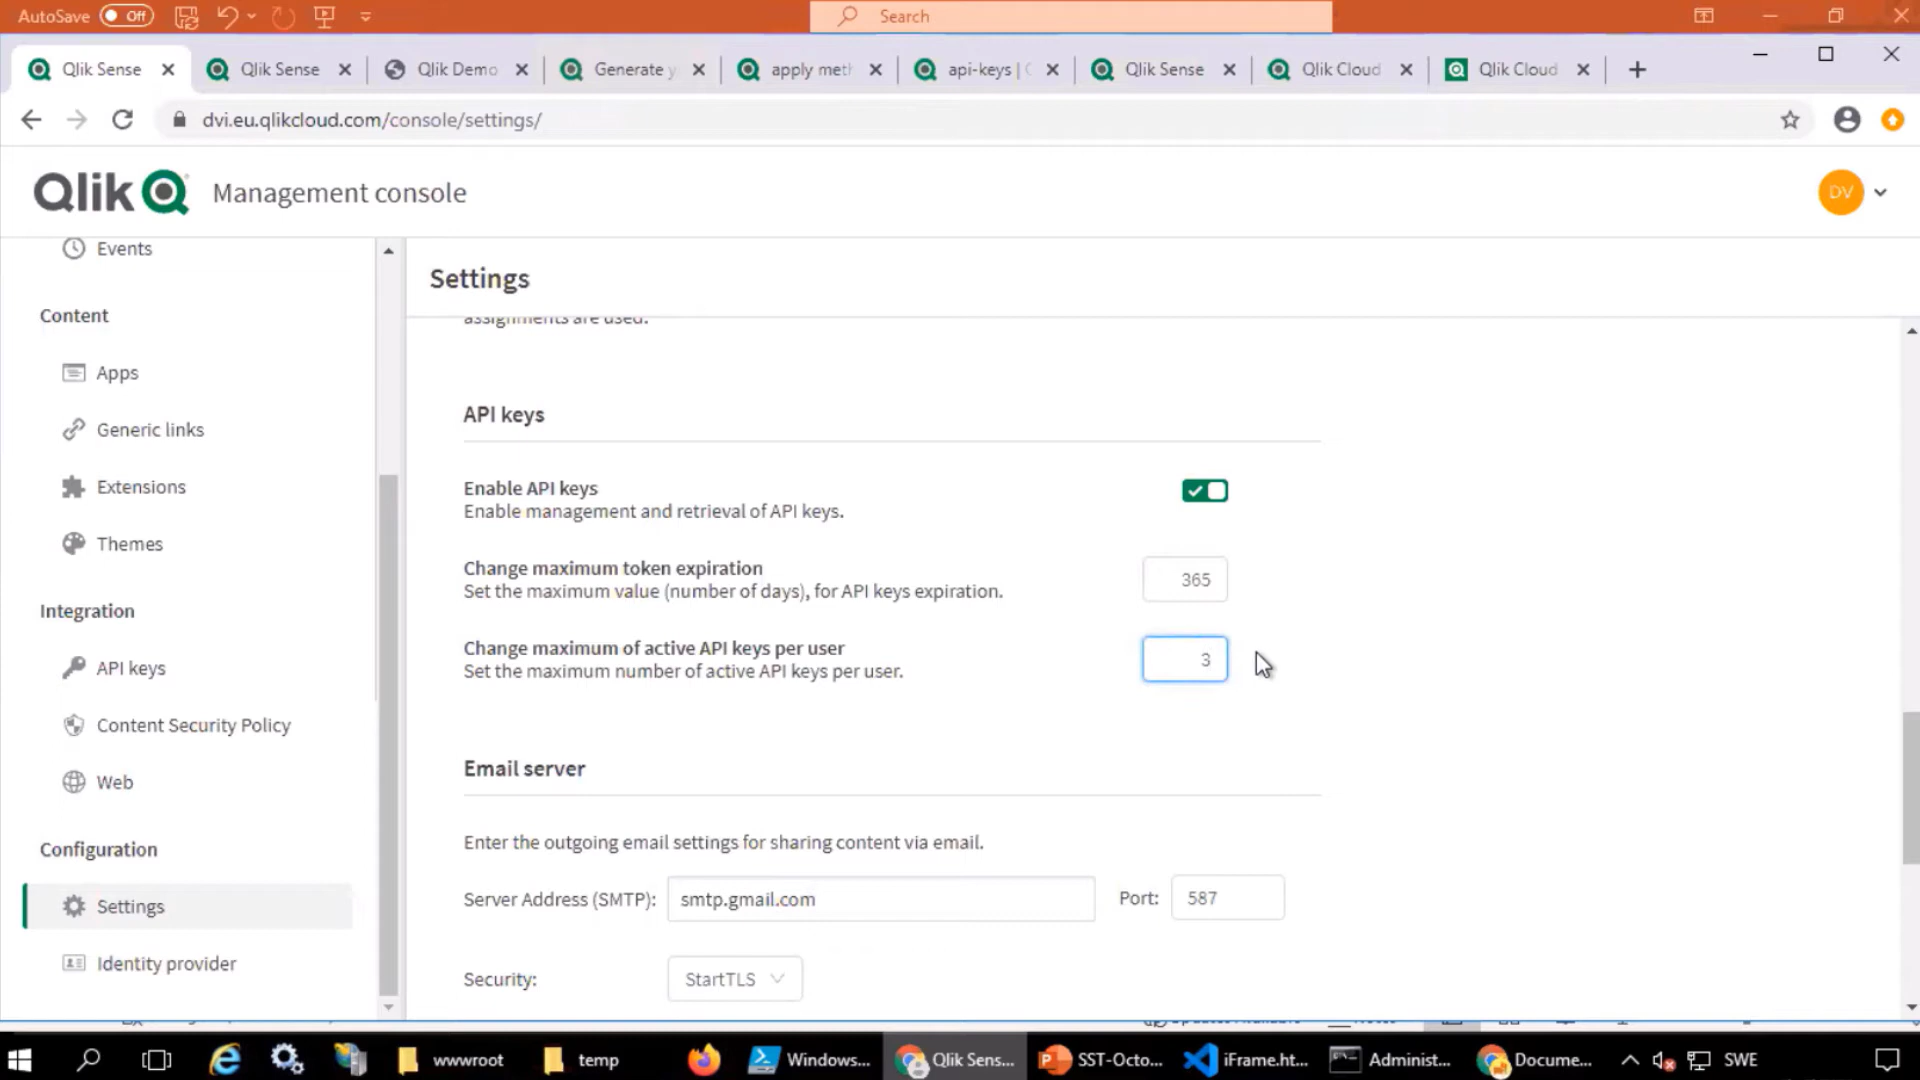 AutoSave Off Search
Qlik Sense Qlik Sense Qlik Demo Generate y apply meth api-keys | Qlik Sense Qlik Cloud Qlik Cloud
dvi.eu.qlikcloud.com/console/settings/
Qlik Management console DV
Events
Content
Apps
Generic links
Extensions
Themes
Integration
API keys
Content Security Policy
Web
Configuration
Settings
Identity provider
Settings
assignments are used.
API keys
Enable API keys
Enable management and retrieval of API keys.
Change maximum token expiration
Set the maximum value (number of days), for API keys expiration.
365
Change maximum of active API keys per user
Set the maximum number of active API keys per user.
3
Email server
Enter the outgoing email settings for sharing content via email.
Server Address (SMTP): smtp.gmail.com Port: 587
Security: StartTLS
wwwroot temp Windows... Qlik Sens... SST-Octo... iFrame.ht... Administ... Docume... SWE